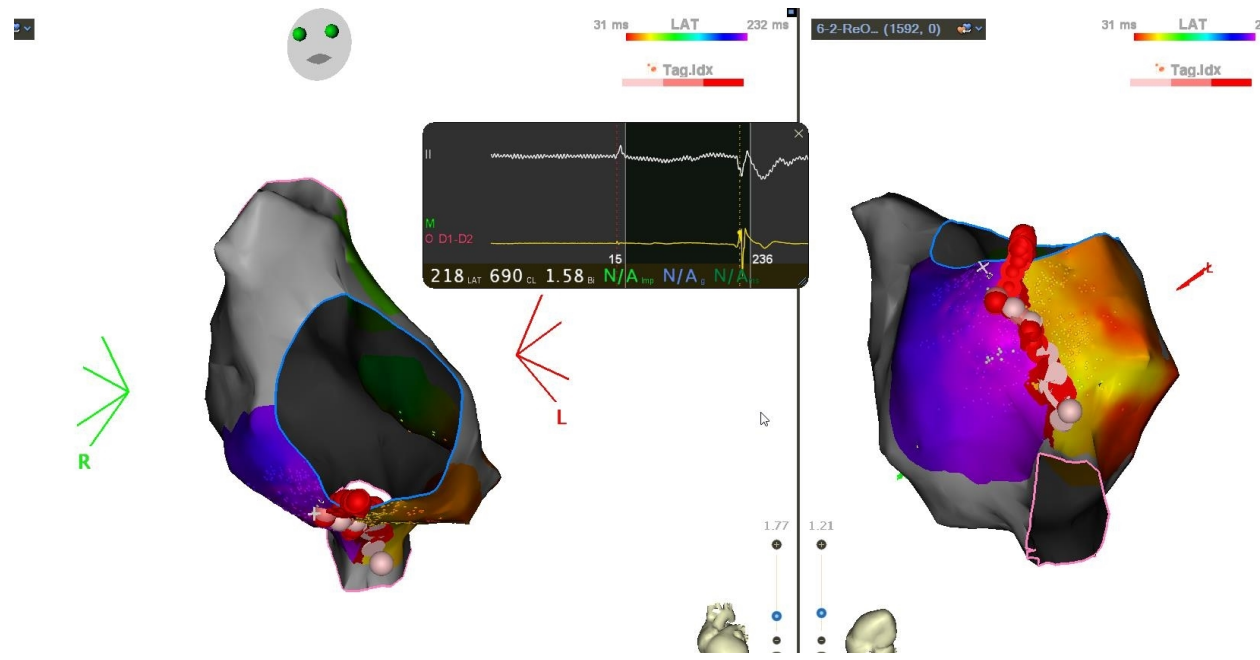 31 ms LAT 232 ms
Tag.Idx
6-2-ReO... (1592, 0)
31 ms LAT 2
Tag.Idx
II
M
O D1-D2
15
236
218 LAT 690 CL 1.58 Bi N/A Imp N/A g N/A
R
L
L
1.77
1.21